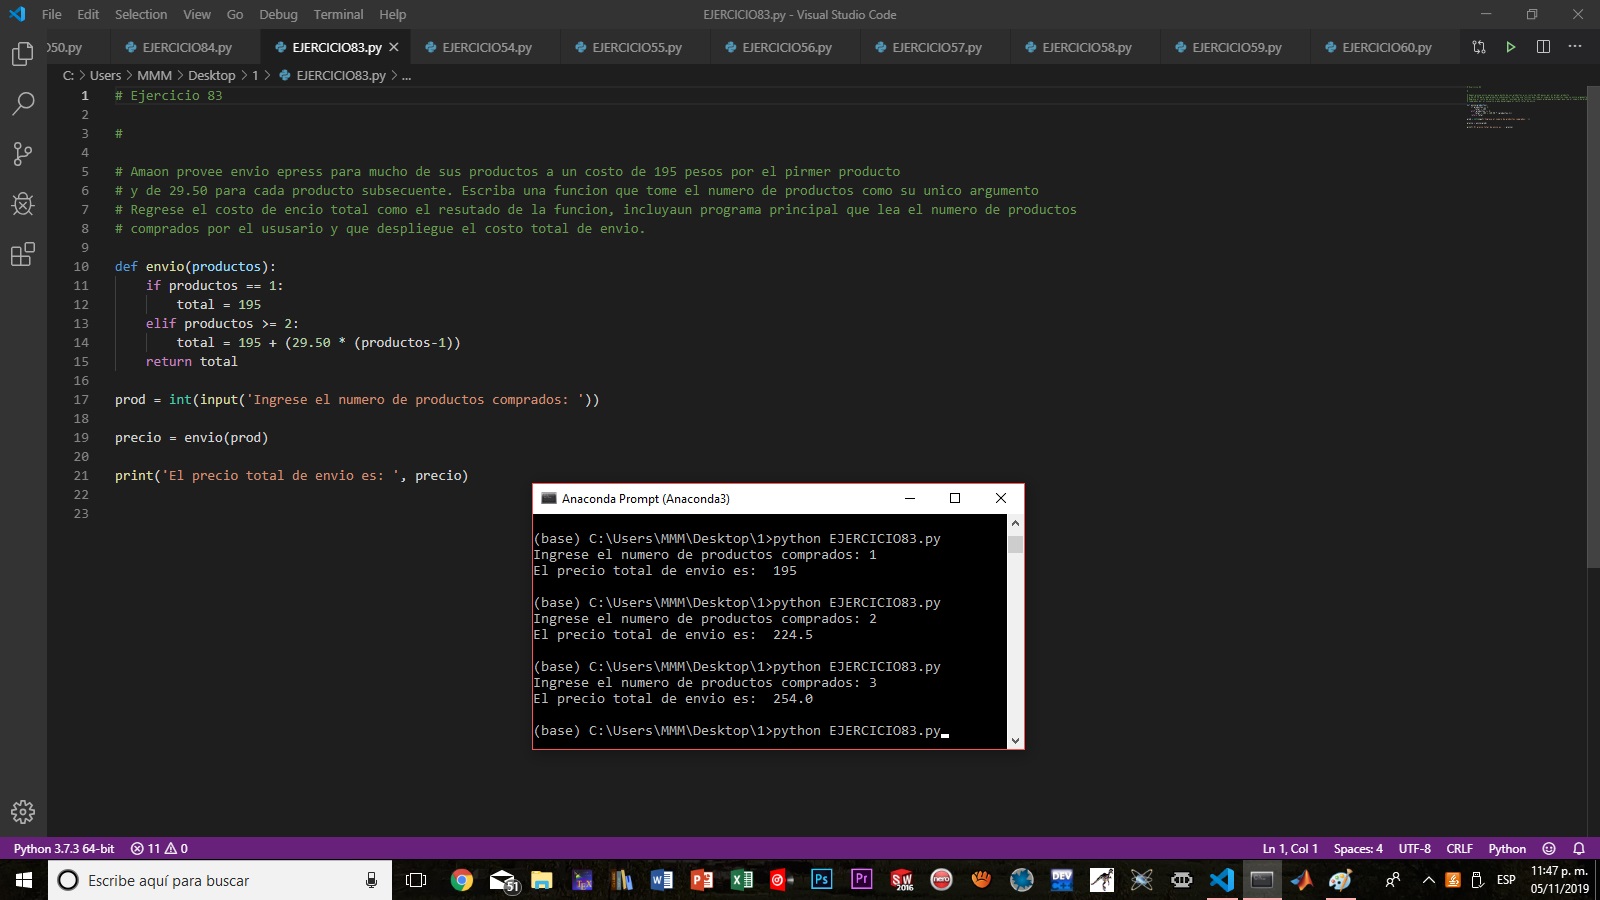 File Edit Selection View Go Debug Terminal Help EJERCICIO83.py - Visual Studio Code
O50.py EJERCICIO84.py EJERCICIO83.py EJERCICIO54.py EJERCICIO55.py EJERCICIO56.py EJERCICIO57.py EJERCICIO58.py EJERCICIO59.py EJERCICIO60.py
C: > Users > MMM > Desktop > 1 > EJERCICIO83.py > ...
1 # Ejercicio 83
2
3 #
4
5 # Amaon provee envio epress para mucho de sus productos a un costo de 195 pesos por el pirmer producto
6 # y de 29.50 para cada producto subsecuente. Escriba una funcion que tome el numero de productos como su unico argumento
7 # Regrese el costo de encio total como el resutado de la funcion, incluyaun programa principal que lea el numero de productos
8 # comprados por el ususario y que despliegue el costo total de envio.
9
10 def envio(productos):
11 if productos == 1:
12 total = 195
13 elif productos >= 2:
14 total = 195 + (29.50 * (productos-1))
15 return total
16
17 prod = int(input('Ingrese el numero de productos comprados: '))
18
19 precio = envio(prod)
20
21 print('El precio total de envio es: ', precio)
22
23
Anaconda Prompt (Anaconda3)
(base) C:\Users\MMM\Desktop\1>python EJERCICIO83.py
Ingrese el numero de productos comprados: 1
El precio total de envio es:  195
(base) C:\Users\MMM\Desktop\1>python EJERCICIO83.py
Ingrese el numero de productos comprados: 2
El precio total de envio es:  224.5
(base) C:\Users\MMM\Desktop\1>python EJERCICIO83.py
Ingrese el numero de productos comprados: 3
El precio total de envio es:  254.0
(base) C:\Users\MMM\Desktop\1>python EJERCICIO83.py
Python 3.7.3 64-bit 11 0 Ln 1, Col 1 Spaces: 4 UTF-8 CRLF Python
Escribe aquí para buscar 51 Ps Pr SW 2016 nero DEV ESP 11:47 p. m.
05/11/2019